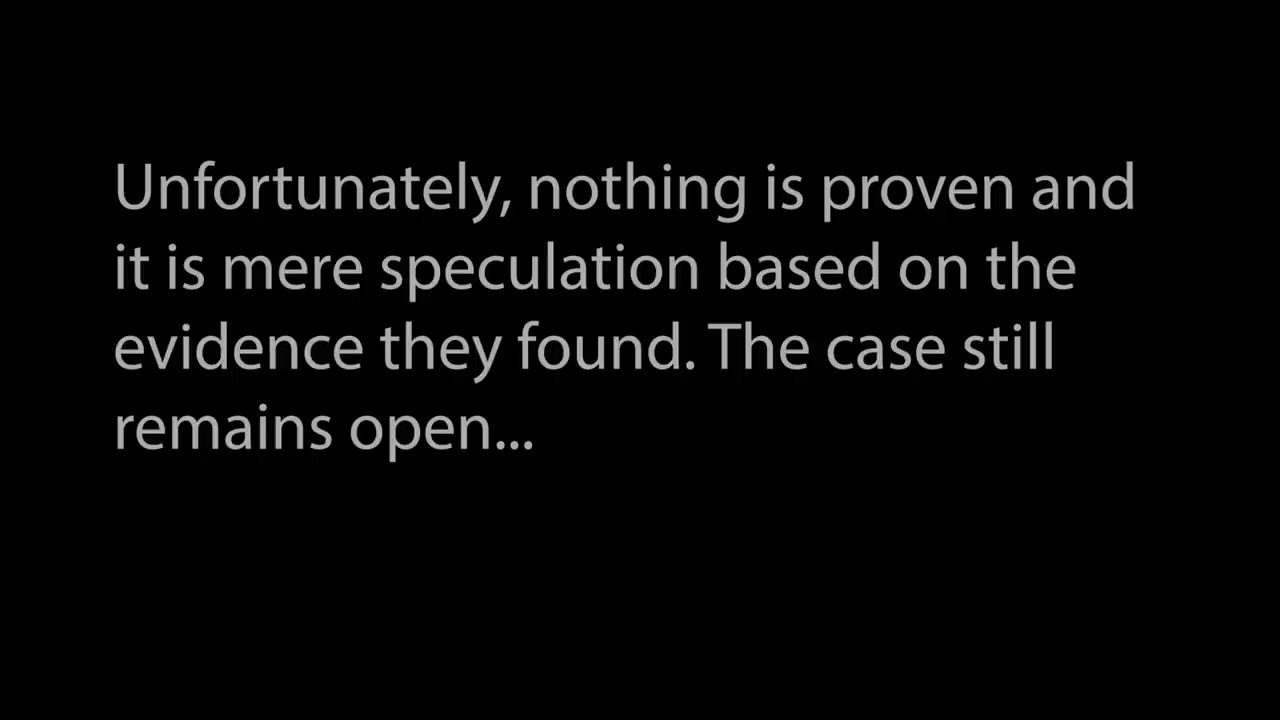 Unfortunately, nothing is proven and
it is mere speculation based on the
evidence they found. The case still
remains open...